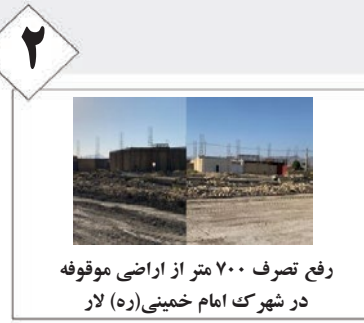 ۲
رفع تصرف ۷۰۰ متر از اراضی موقوفه
در شهرک امام خمینی(ره) لار